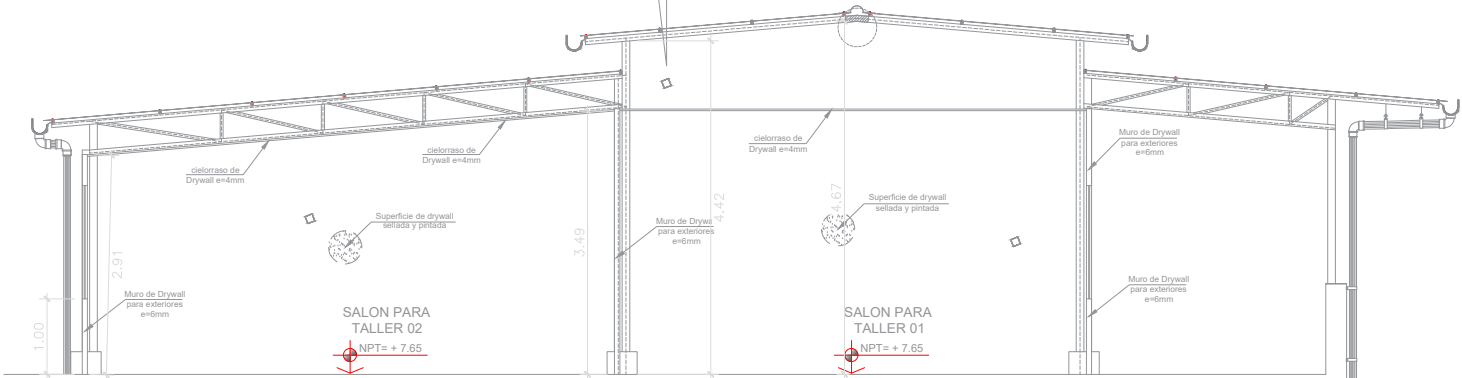 cielorraso de
Drywall e=4mm
cielorraso de
Drywall e=4mm
cielorraso de
Drywall e=4mm
Muro de Drywall
para exteriores
e=6mm
Superficie de drywall
sellada y pintada
Superficie de drywall
sellada y pintada
Muro de Drywa
para exteriores
e=6mm
2.91
3.49
4.42
4.67
1.00
Muro de Drywall
para exteriores
e=6mm
Muro de Drywall
para exteriores
e=6mm
SALON PARA
TALLER 02
NPT= + 7.65
SALON PARA
TALLER 01
NPT= + 7.65